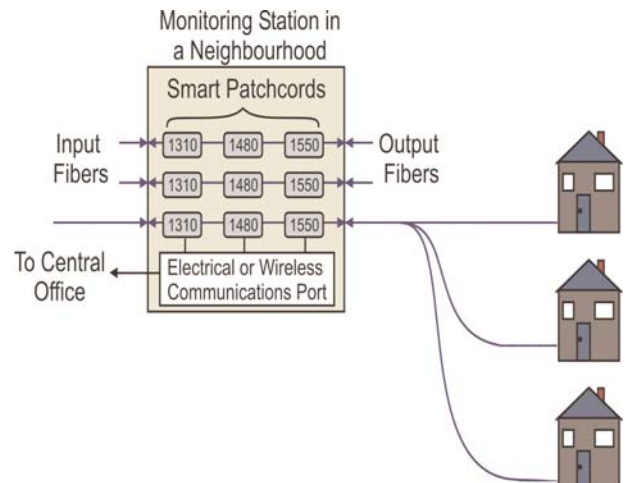 Monitoring Station in
a Neighbourhood
Smart Patchcords
Input
Fibers
1310 1480 1550
1310 1480 1550
1310 1480 1550
Output
Fibers
To Central
Office
Electrical or Wireless
Communications Port